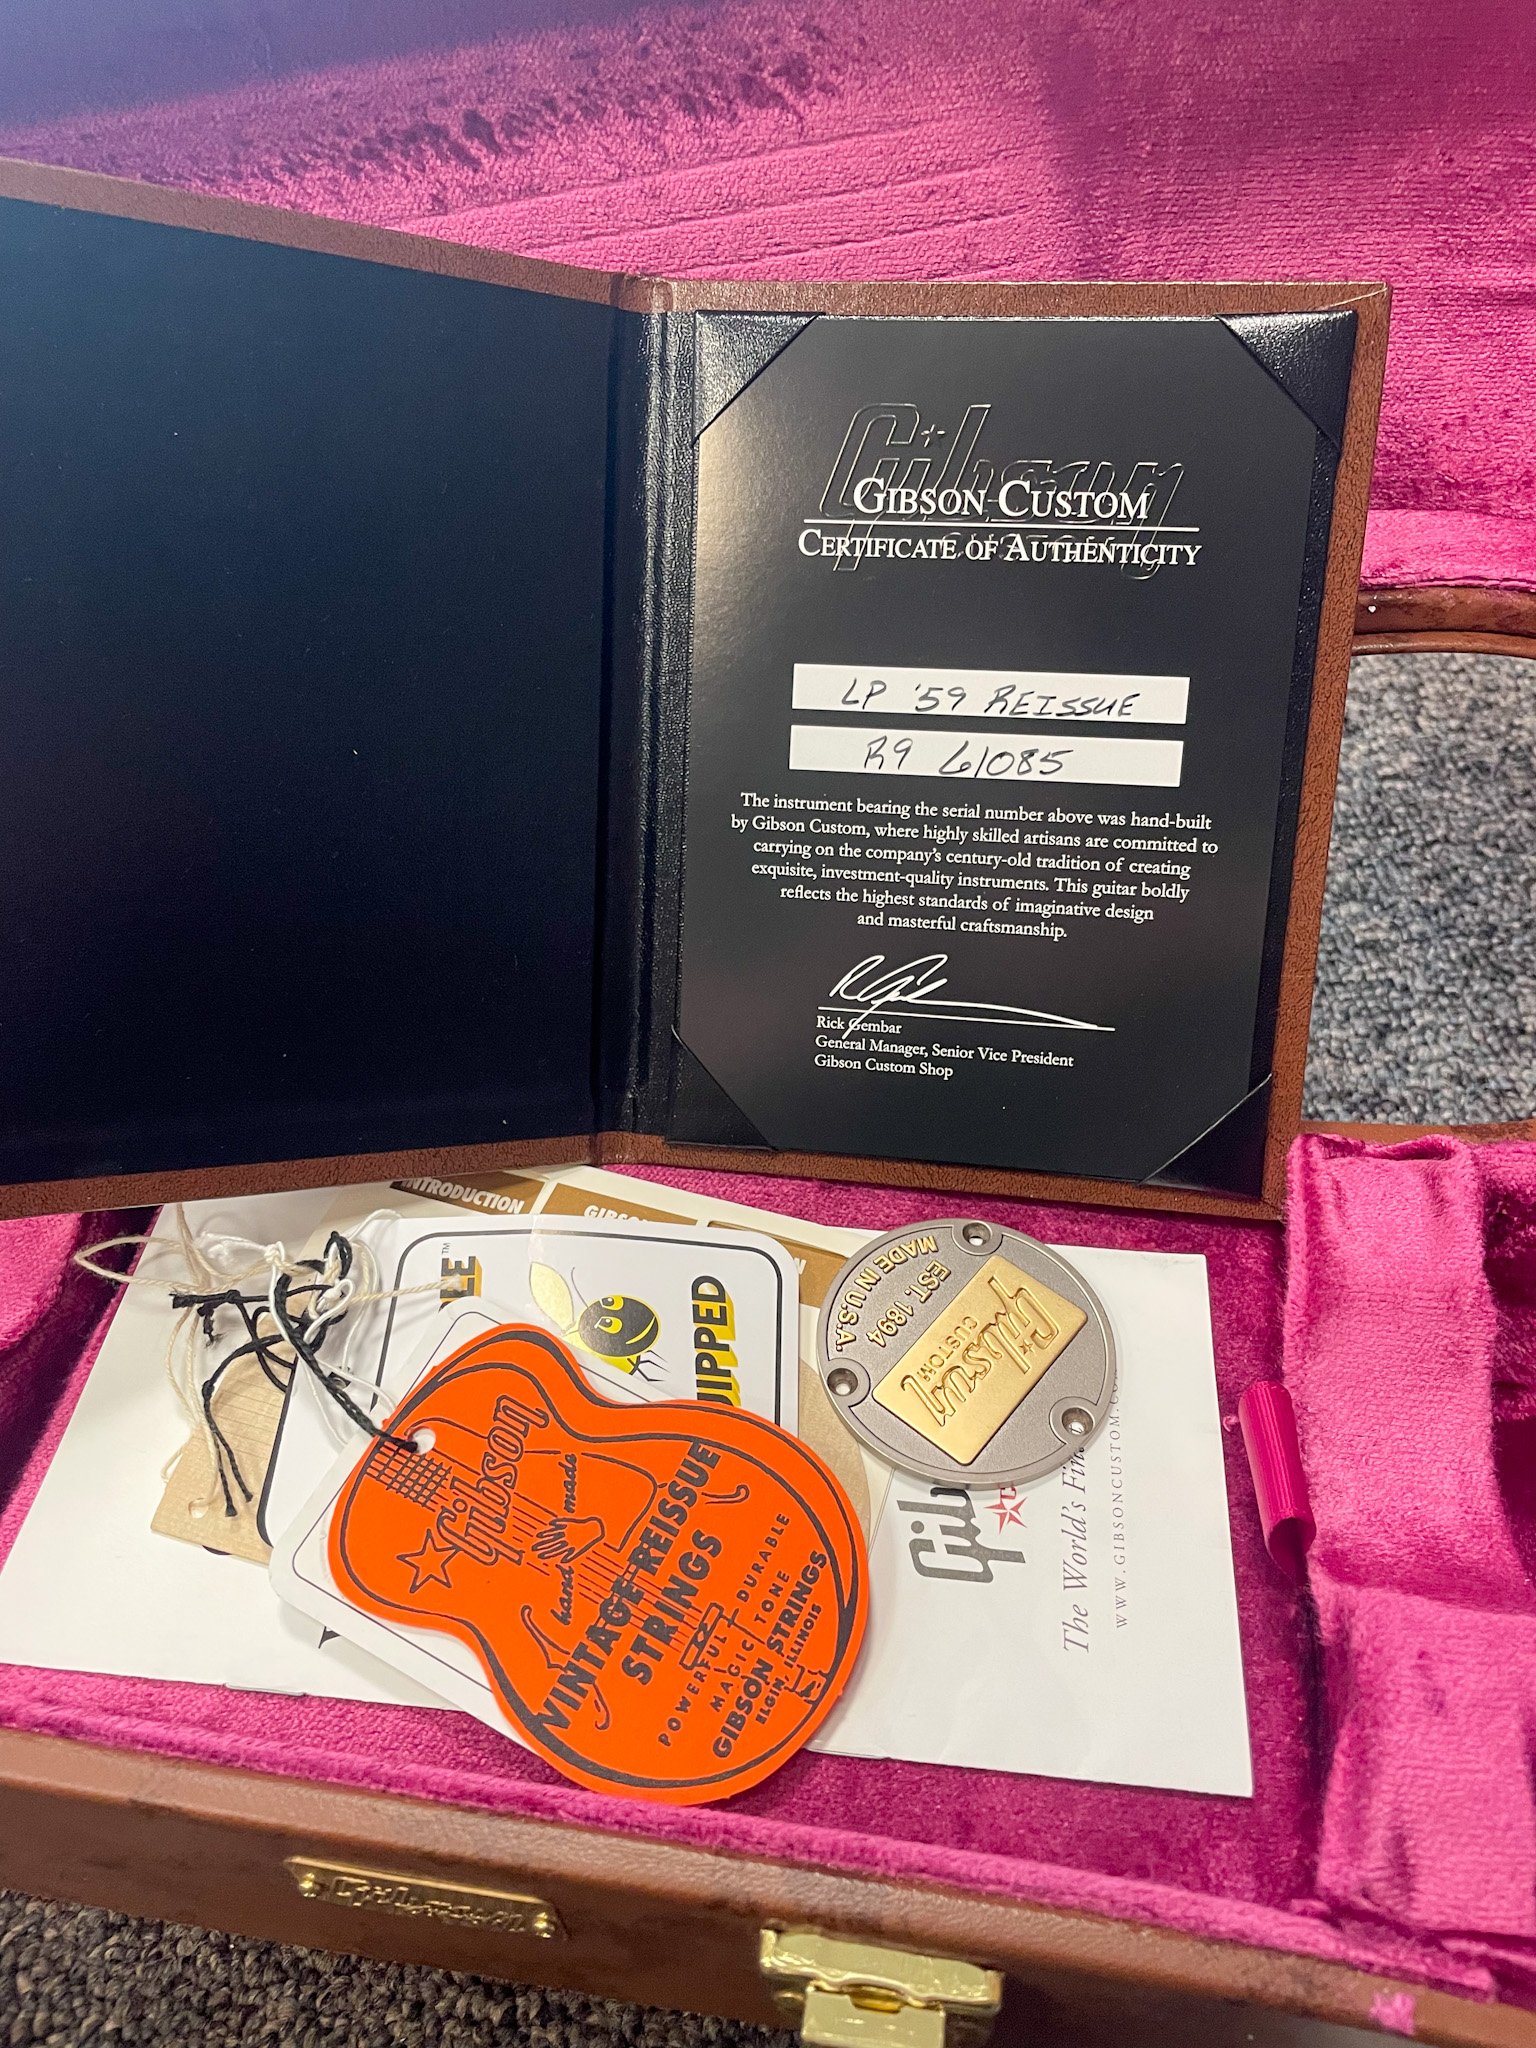 Gibson
GIBSON CUSTOM
CERTIFICATE OF AUTHENTICITY
LP '59 REISSUE
R9 61085
The instrument bearing the serial number above was hand-built
by Gibson Custom, where highly skilled artisans are committed to
carrying on the company's century-old tradition of creating
exquisite, investment-quality instruments. This guitar boldly
reflects the highest standards of imaginative design
and masterful craftsmanship.
Rick Gembar
General Manager, Senior Vice President
Gibson Custom Shop
INTRODUCTION
MADE IN U.S.A.
EST. 1894
Gibson
CUSTOM
Gibson
hand made
VINTAGE REISSUE
STRINGS
POWERFUL DURABLE
MAGIC TONE
GIBSON STRINGS
ELGIN, ILLINOIS
The World's
WWW.GIBSONCUSTOM.CO
Gibson